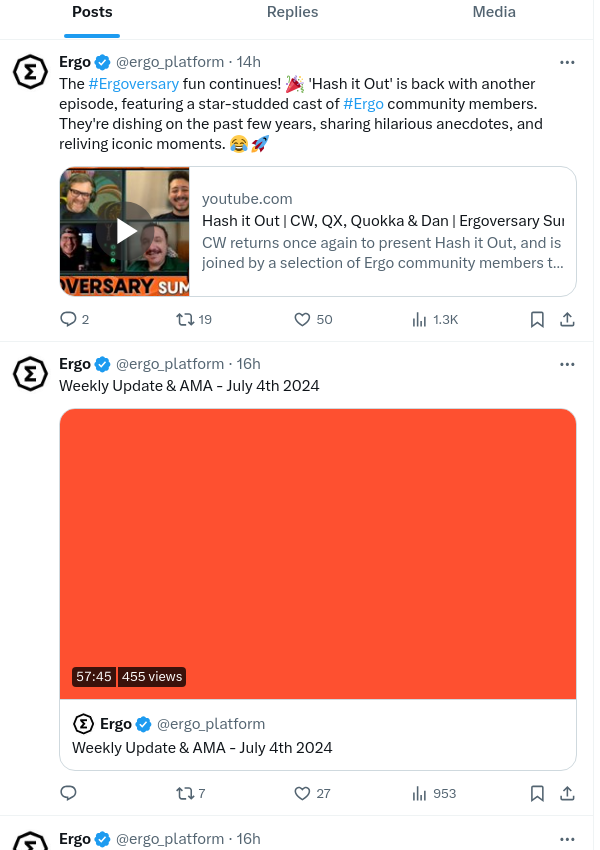 Posts Replies Media
Ergo @ergo_platform · 14h
The #Ergoversary fun continues! 🎉 'Hash it Out' is back with another
episode, featuring a star-studded cast of #Ergo community members.
They're dishing on the past few years, sharing hilarious anecdotes, and
reliving iconic moments. 😂🚀
OVERSARY SUM
youtube.com
Hash it Out | CW, QX, Quokka & Dan | Ergoversary Sur
CW returns once again to present Hash it Out, and is
joined by a selection of Ergo community members t...
2 19 50 1.3K
Ergo @ergo_platform · 16h
Weekly Update & AMA - July 4th 2024
57:45 455 views
Ergo @ergo_platform
Weekly Update & AMA - July 4th 2024
7 27 953
Ergo @ergo_platform · 16h